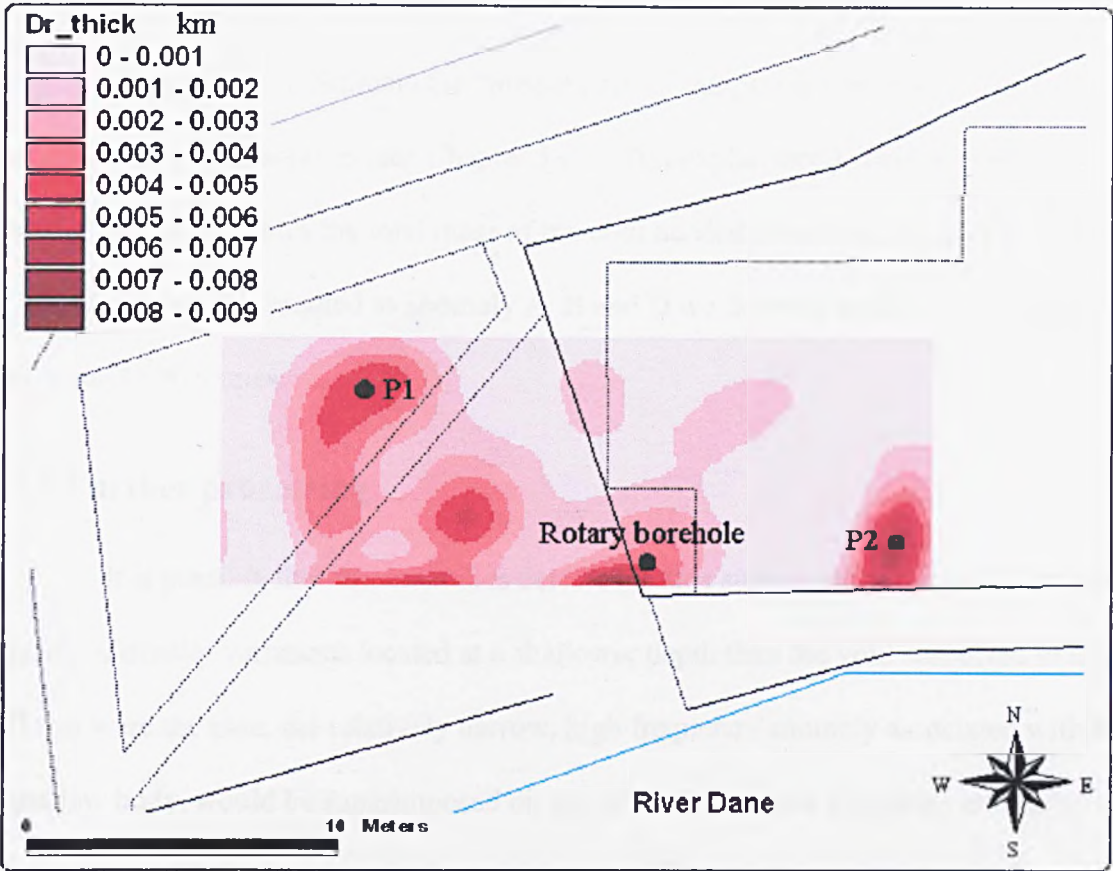 Dr_thick km
0 - 0.001
0.001 - 0.002
0.002 - 0.003
0.003 - 0.004
0.004 - 0.005
0.005 - 0.006
0.006 - 0.007
0.007 - 0.008
0.008 - 0.009
P1
Rotary borehole
P2
River Dane
N
W E
S
0 10 Meters